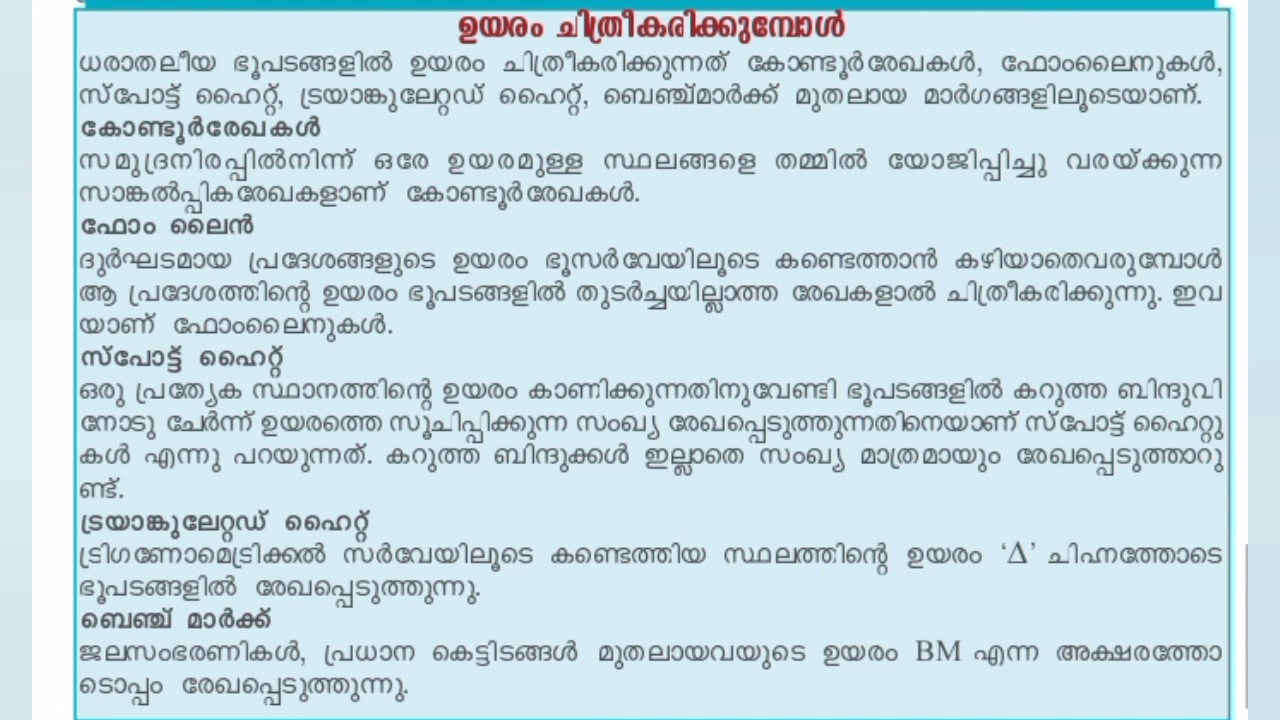 ഉയരം ചിത്രീകരിക്കുമ്പോൾ
ധരാതലീയ ഭൂപടങ്ങളിൽ ഉയരം ചിത്രീകരിക്കുന്നത് കോണ്ടൂർരേഖകൾ, ഫോംലൈനുകൾ,
സ്പോട്ട് ഹൈറ്റ്, ട്രയാങ്കുലേറ്റഡ് ഹൈറ്റ്, ബെഞ്ച്മാർക്ക് മുതലായ മാർഗങ്ങളിലൂടെയാണ്.
കോണ്ടൂർരേഖകൾ
സമുദ്രനിരപ്പിൽനിന്ന് ഒരേ ഉയരമുള്ള സ്ഥലങ്ങളെ തമ്മിൽ യോജിപ്പിച്ചു വരയ്ക്കുന്ന
സാങ്കൽപ്പികരേഖകളാണ് കോണ്ടൂർരേഖകൾ.
ഫോം ലൈൻ
ദുർഘടമായ പ്രദേശങ്ങളുടെ ഉയരം ഭൂസർവേയിലൂടെ കണ്ടെത്താൻ കഴിയാതെവരുമ്പോൾ
ആ പ്രദേശത്തിന്റെ ഉയരം ഭൂപടങ്ങളിൽ തുടർച്ചയില്ലാത്ത രേഖകളാൽ ചിത്രീകരിക്കുന്നു. ഇവ
യാണ് ഫോംലൈനുകൾ.
സ്പോട്ട് ഹൈറ്റ്
ഒരു പ്രത്യേക സ്ഥാനത്തിന്റെ ഉയരം കാണിക്കുന്നതിനുവേണ്ടി ഭൂപടങ്ങളിൽ കറുത്ത ബിന്ദുവി
നോടു ചേർന്ന് ഉയരത്തെ സൂചിപ്പിക്കുന്ന സംഖ്യ രേഖപ്പെടുത്തുന്നതിനെയാണ് സ്പോട്ട് ഹൈറ്റു
കൾ എന്നു പറയുന്നത്. കറുത്ത ബിന്ദുക്കൾ ഇല്ലാതെ സംഖ്യ മാത്രമായും രേഖപ്പെടുത്താറു
ണ്ട്.
ട്രയാങ്കുലേറ്റഡ് ഹൈറ്റ്
ട്രിഗണോമെട്രിക്കൽ സർവേയിലൂടെ കണ്ടെത്തിയ സ്ഥലത്തിന്റെ ഉയരം ‘Δ’ ചിഹ്നത്തോടെ
ഭൂപടങ്ങളിൽ രേഖപ്പെടുത്തുന്നു.
ബെഞ്ച് മാർക്ക്
ജലസംഭരണികൾ, പ്രധാന കെട്ടിടങ്ങൾ മുതലായവയുടെ ഉയരം BM എന്ന അക്ഷരത്തോ
ടൊപ്പം രേഖപ്പെടുത്തുന്നു.